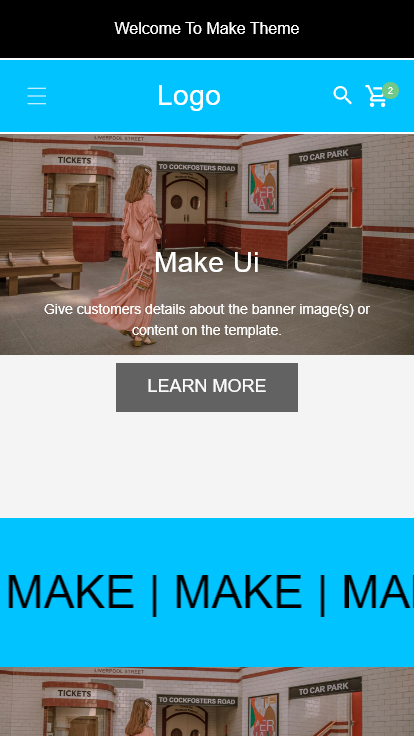 Welcome To Make Theme
Logo
2
LIVERPOOL STREET
TICKETS
TO COCKFOSTERS ROAD
TO CAR PARK
Make Ui
Give customers details about the banner image(s) or
content on the template.
LEARN MORE
MAKE | MAKE | MA
TICKETS
TO COCKFOSTERS ROAD
TO CAR PARK